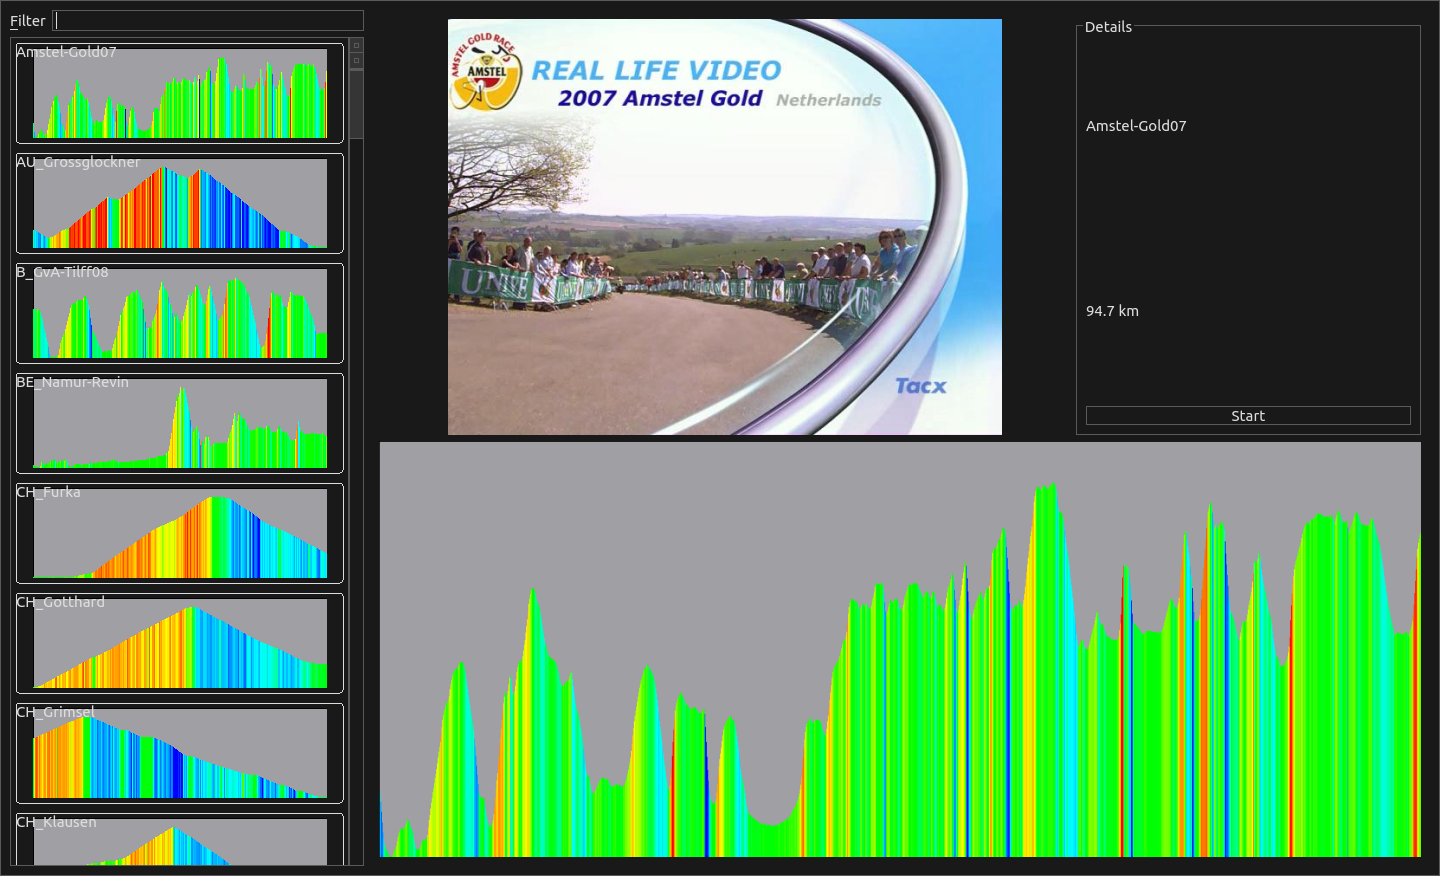 Filter
Amstel-Gold07
AU_Grossglockner
B_GvA-Tilff08
BE_Namur-Revin
CH_Furka
CH_Gotthard
CH_Grimsel
CH_Klausen
AMSTEL GOLD RACE
AMSTEL
REAL LIFE VIDEO
2007 Amstel Gold Netherlands
UNIVE
Tacx
Details
Amstel-Gold07
94.7 km
Start